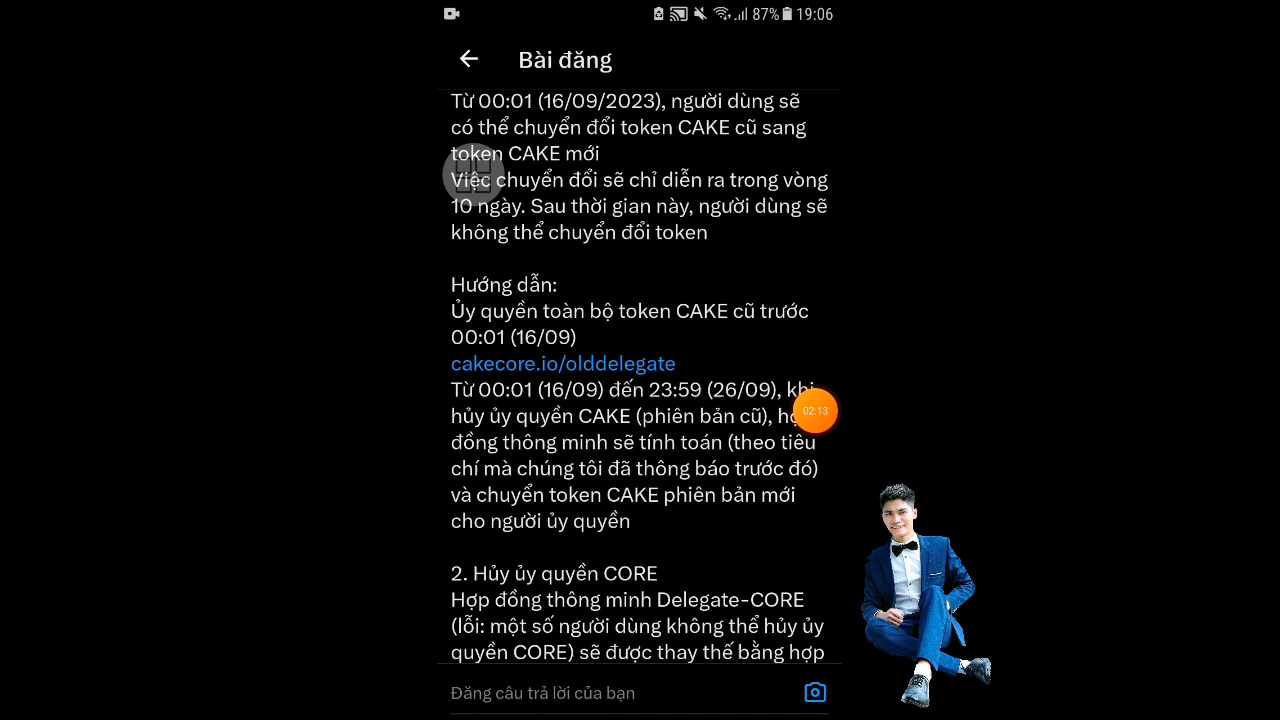 87% 19:06
Bài đăng
Từ 00:01 (16/09/2023), người dùng sẽ
có thể chuyển đổi token CAKE cũ sang
token CAKE mới
Việc chuyển đổi sẽ chỉ diễn ra trong vòng
10 ngày. Sau thời gian này, người dùng sẽ
không thể chuyển đổi token
Hướng dẫn:
Ủy quyền toàn bộ token CAKE cũ trước
00:01 (16/09)
cakecore.io/olddelegate
Từ 00:01 (16/09) đến 23:59 (26/09), khi
hủy ủy quyền CAKE (phiên bản cũ), hợp
02:13
đồng thông minh sẽ tính toán (theo tiêu
chí mà chúng tôi đã thông báo trước đó)
và chuyển token CAKE phiên bản mới
cho người ủy quyền
2. Hủy ủy quyền CORE
Hợp đồng thông minh Delegate-CORE
(lỗi: một số người dùng không thể hủy ủy
quyền CORE) sẽ được thay thế bằng hợp
Đăng câu trả lời của bạn